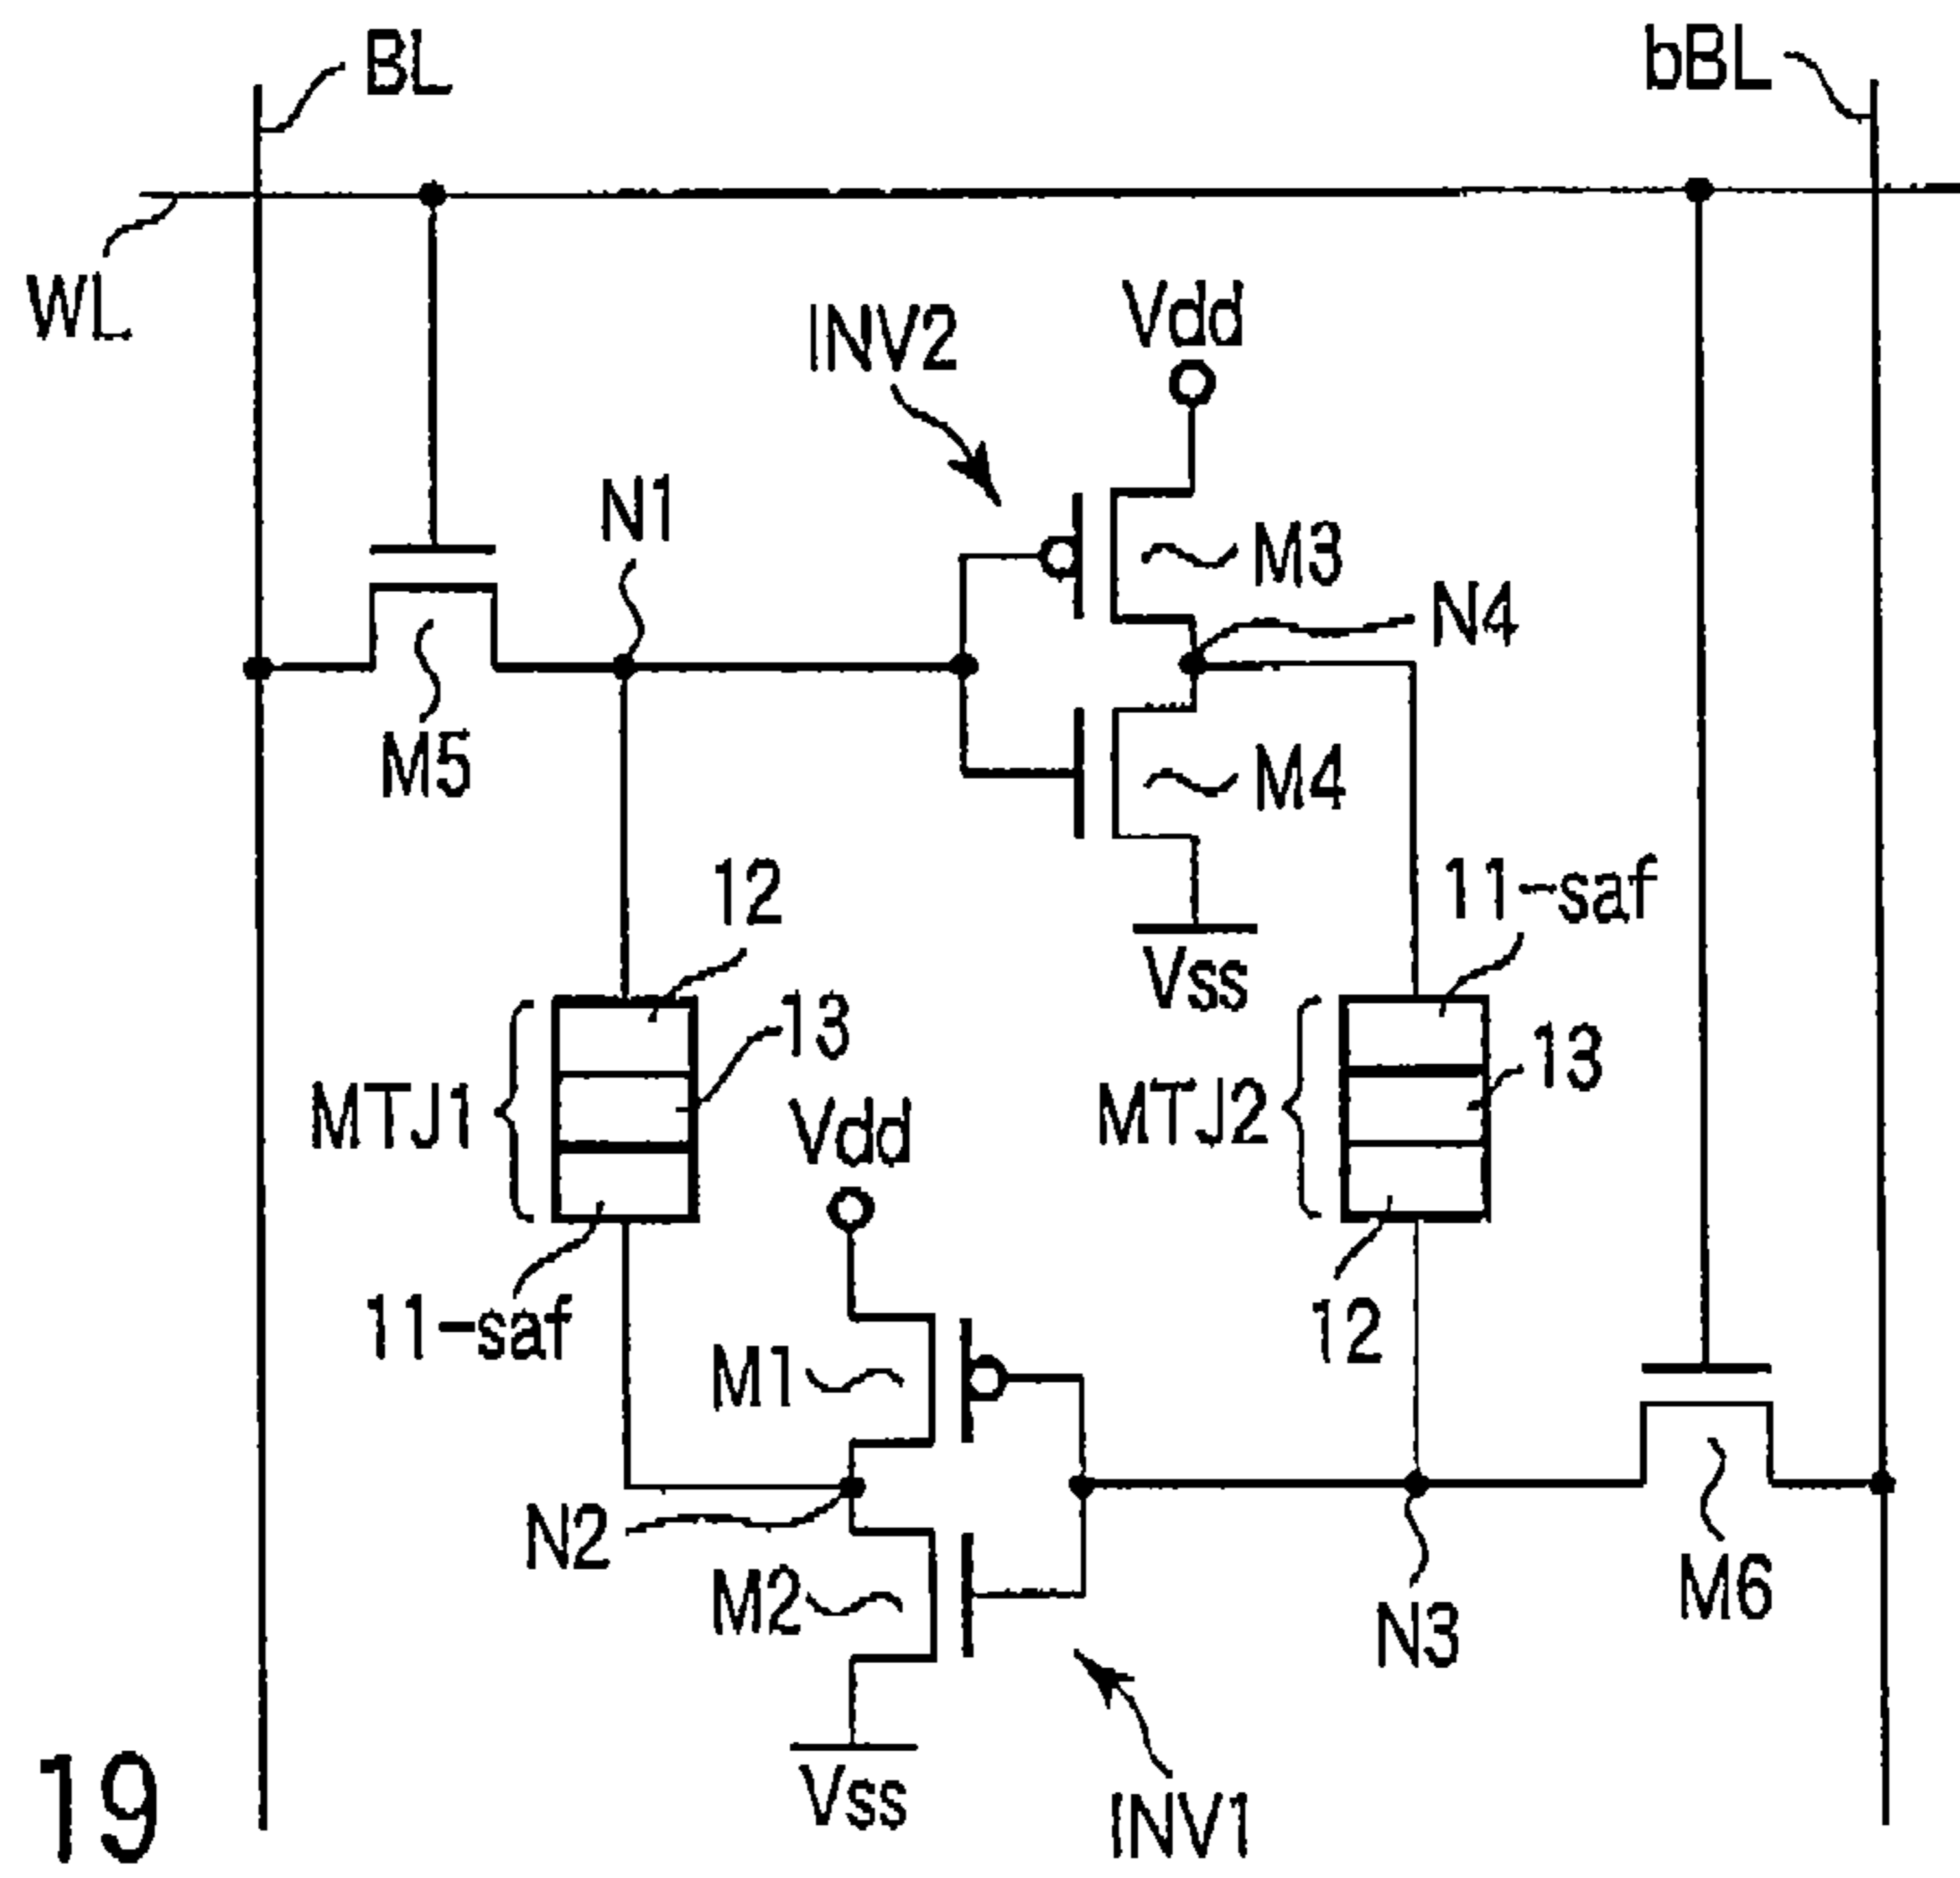 BL
bBL
WL
INV2
Vdd
N1
M3
N4
M5
M4
12
11-saf
Vss
13
13
MTJ1
Vdd
MTJ2
11-saf
12
M1
N2
M2
M6
N3
Vss
INV1
19